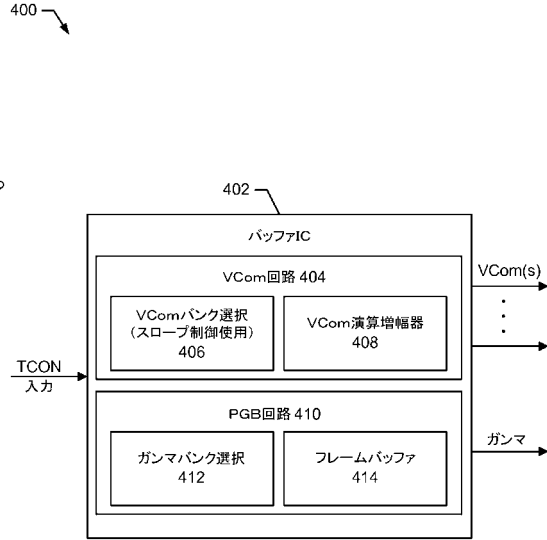 400
402
バッファIC
VCom回路 404
VComバンク選択
(スロープ制御使用)
406
VCom演算増幅器
408
VCom(s)
TCON
入力
PGB回路 410
ガンマバンク選択
412
フレームバッファ
414
ガンマ